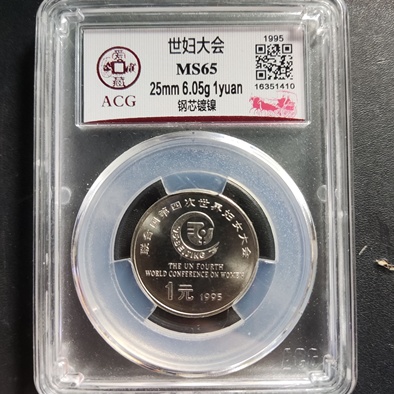 世妇大会
MS65
25mm 6.05g 1yuan
钢芯镀镍
ACG
1995
16351410
联合国第四次世界妇女大会
BEIJING
THE UN FOURTH
WORLD CONFERENCE ON WOMEN
1元 1995
ACG